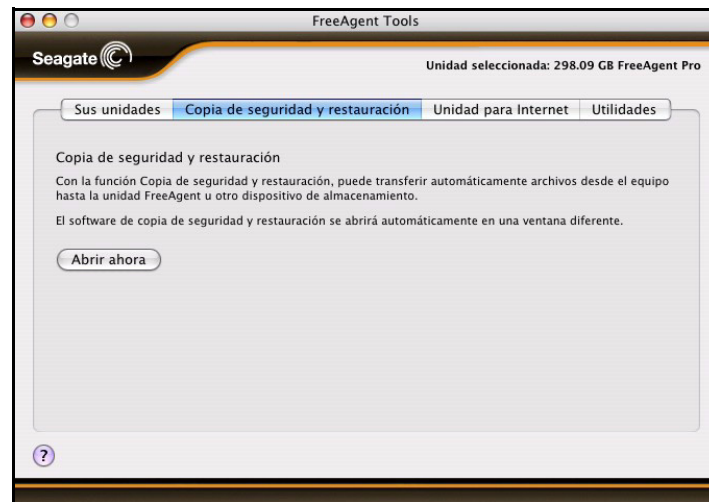 FreeAgent Tools
Seagate
Unidad seleccionada: 298.09 GB FreeAgent Pro
Sus unidades
Copia de seguridad y restauración
Unidad para Internet
Utilidades
Copia de seguridad y restauración
Con la función Copia de seguridad y restauración, puede transferir automáticamente archivos desde el equipo
hasta la unidad FreeAgent u otro dispositivo de almacenamiento.
El software de copia de seguridad y restauración se abrirá automáticamente en una ventana diferente.
Abrir ahora
?